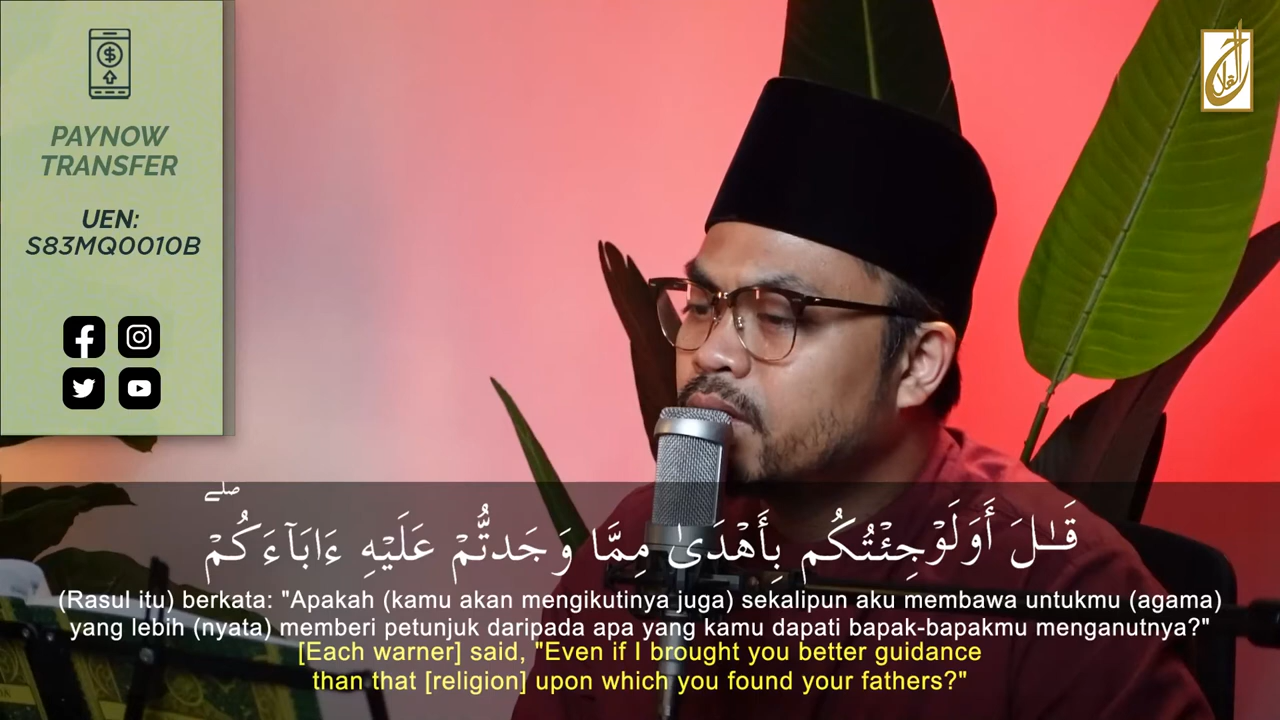 PAYNOW
TRANSFER
UEN:
S83MQ0010B
قَـٰلَ أَوَلَوْ جِئْتُكُم بِأَهْدَىٰ مِمَّا وَجَدتُّمْ عَلَيْهِ ءَابَآءَكُمْ ۖ
(Rasul itu) berkata: "Apakah (kamu akan mengikutinya juga) sekalipun aku membawa untukmu (agama)
yang lebih (nyata) memberi petunjuk daripada apa yang kamu dapati bapak-bapakmu menganutnya?"
[Each warner] said, "Even if I brought you better guidance
than that [religion] upon which you found your fathers?"